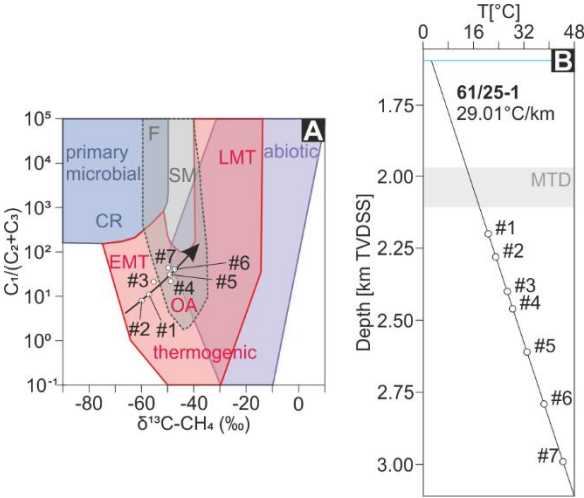 A
10⁵
10⁴
10³
10²
10¹
10⁰
10⁻¹
C₁/(C₂+C₃)
F
primary
microbial
SM
LMT
abiotic
CR
EMT
#7
#6
#3
#5
#4
OA
#2
#1
thermogenic
-80
-60
-40
-20
0
δ¹³C-CH₄ (‰)
T[°C]
0
16
32
48
B
61/25-1
29.01°C/km
1.75
2.00
2.25
2.50
2.75
3.00
Depth [km TVDSS]
MTD
#1
#2
#3
#4
#5
#6
#7